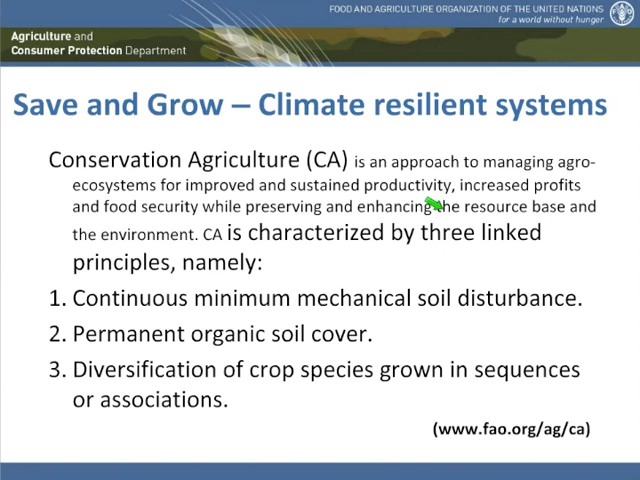 FOOD AND AGRICULTURE ORGANIZATION OF THE UNITED NATIONS
for a world without hunger
Agriculture and
Consumer Protection Department
Save and Grow – Climate resilient systems
Conservation Agriculture (CA) is an approach to managing agro-
ecosystems for improved and sustained productivity, increased profits
and food security while preserving and enhancing the resource base and
the environment. CA is characterized by three linked
principles, namely:
1. Continuous minimum mechanical soil disturbance.
2. Permanent organic soil cover.
3. Diversification of crop species grown in sequences
or associations.
(www.fao.org/ag/ca)